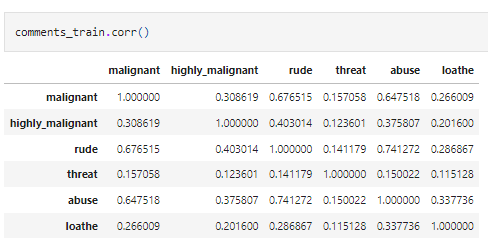 comments_train.corr()
malignant highly_malignant rude threat abuse loathe
malignant 1.000000 0.308619 0.676515 0.157058 0.647518 0.266009
highly_malignant 0.308619 1.000000 0.403014 0.123601 0.375807 0.201600
rude 0.676515 0.403014 1.000000 0.141179 0.741272 0.286867
threat 0.157058 0.123601 0.141179 1.000000 0.150022 0.115128
abuse 0.647518 0.375807 0.741272 0.150022 1.000000 0.337736
loathe 0.266009 0.201600 0.286867 0.115128 0.337736 1.000000